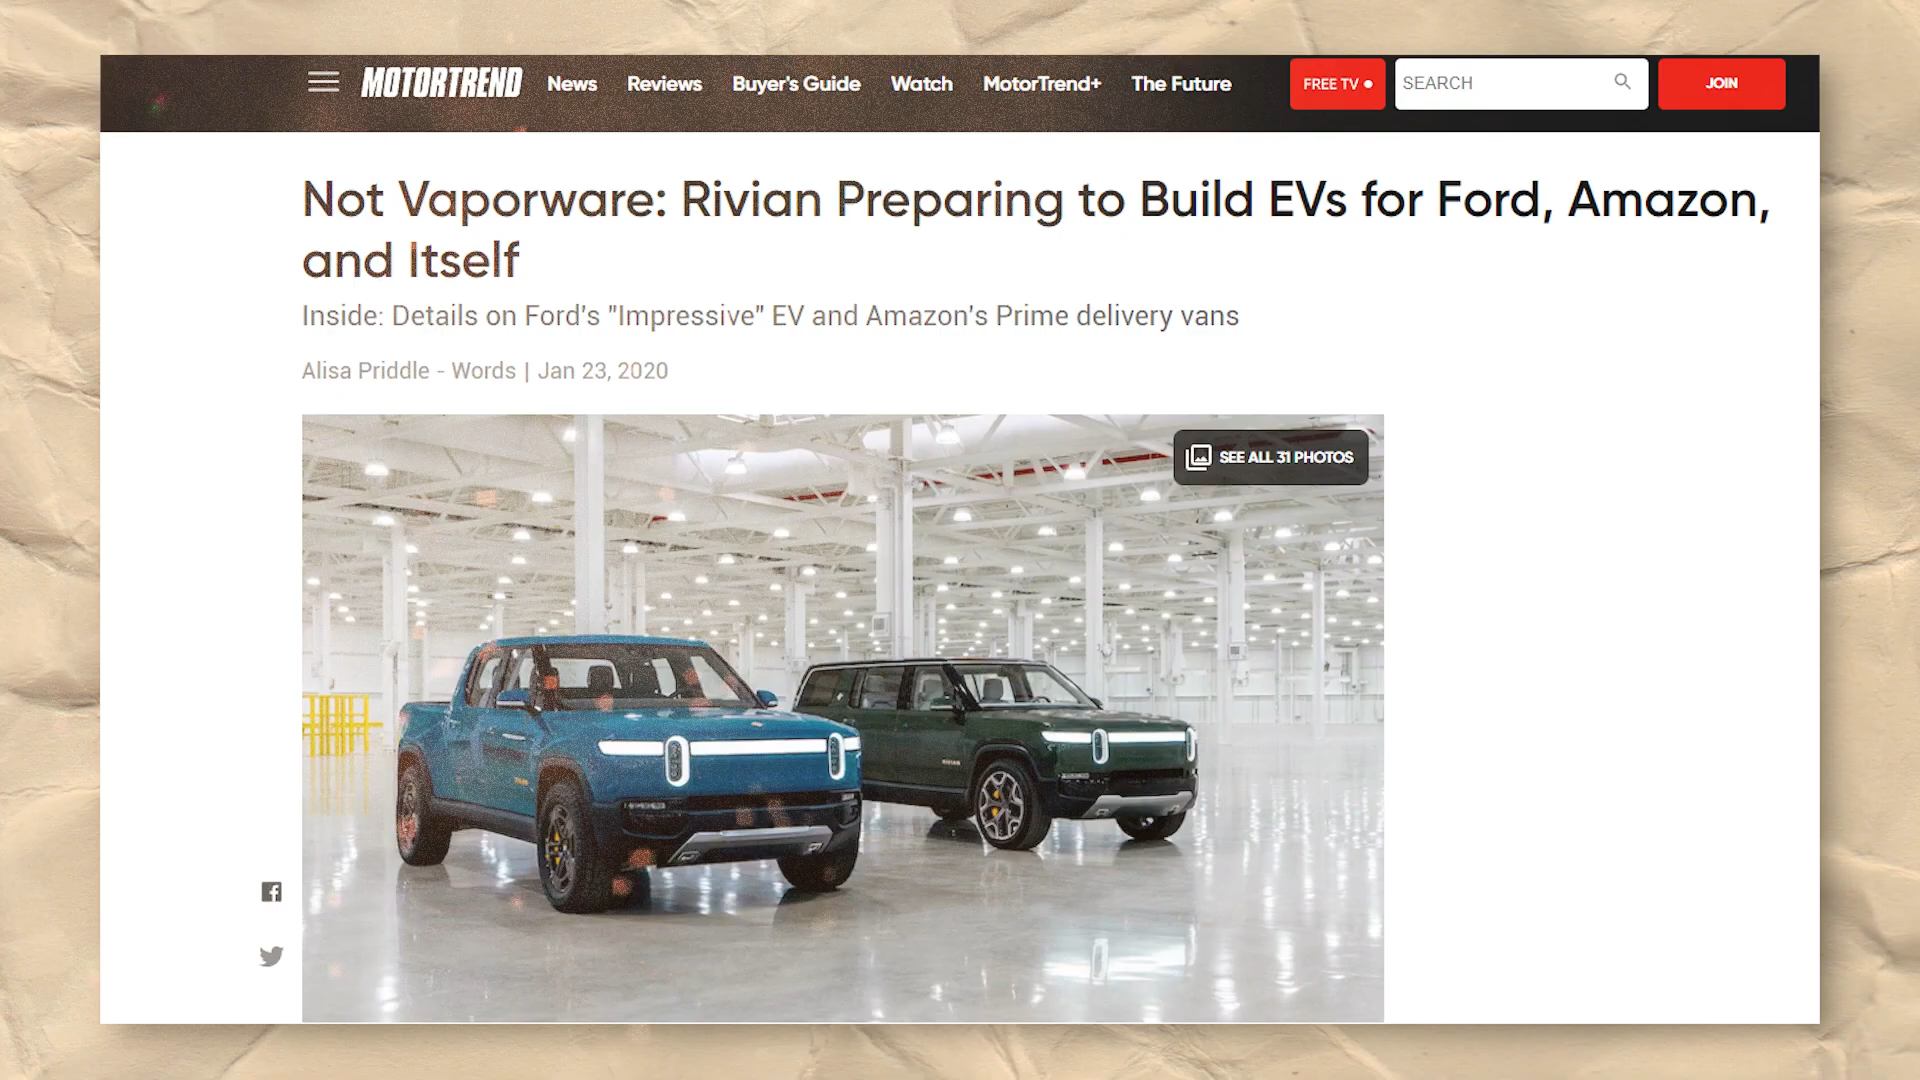 MOTORTREND News Reviews Buyer's Guide Watch MotorTrend+ The Future FREE TV SEARCH JOIN
Not Vaporware: Rivian Preparing to Build EVs for Ford, Amazon,
and Itself
Inside: Details on Ford's "Impressive" EV and Amazon's Prime delivery vans
Alisa Priddle - Words | Jan 23, 2020
SEE ALL 31 PHOTOS
RIVIAN